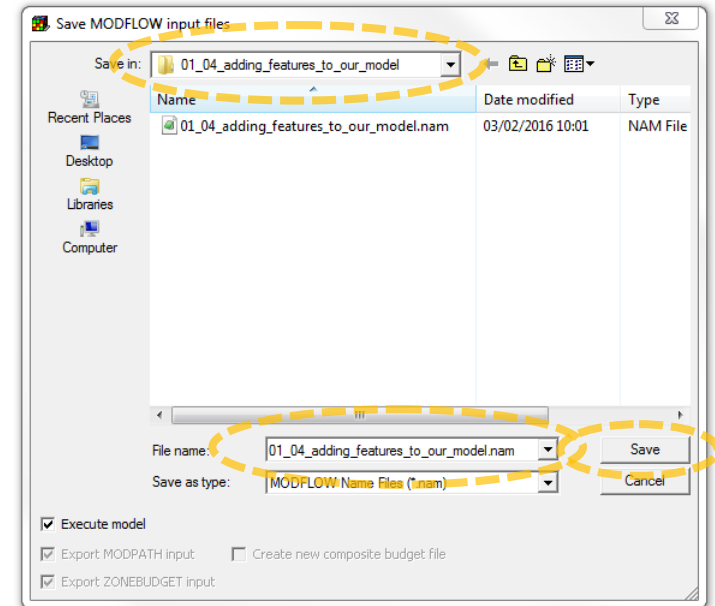 Save MODFLOW input files
Save in: 01_04_adding_features_to_our_model
Recent Places
Desktop
Libraries
Computer
Name Date modified Type
01_04_adding_features_to_our_model.nam 03/02/2016 10:01 NAM File
File name: 01_04_adding_features_to_our_model.nam Save
Save as type: MODFLOW Name Files (*.nam) Cancel
Execute model
Export MODPATH input Create new composite budget file
Export ZONEBUDGET input